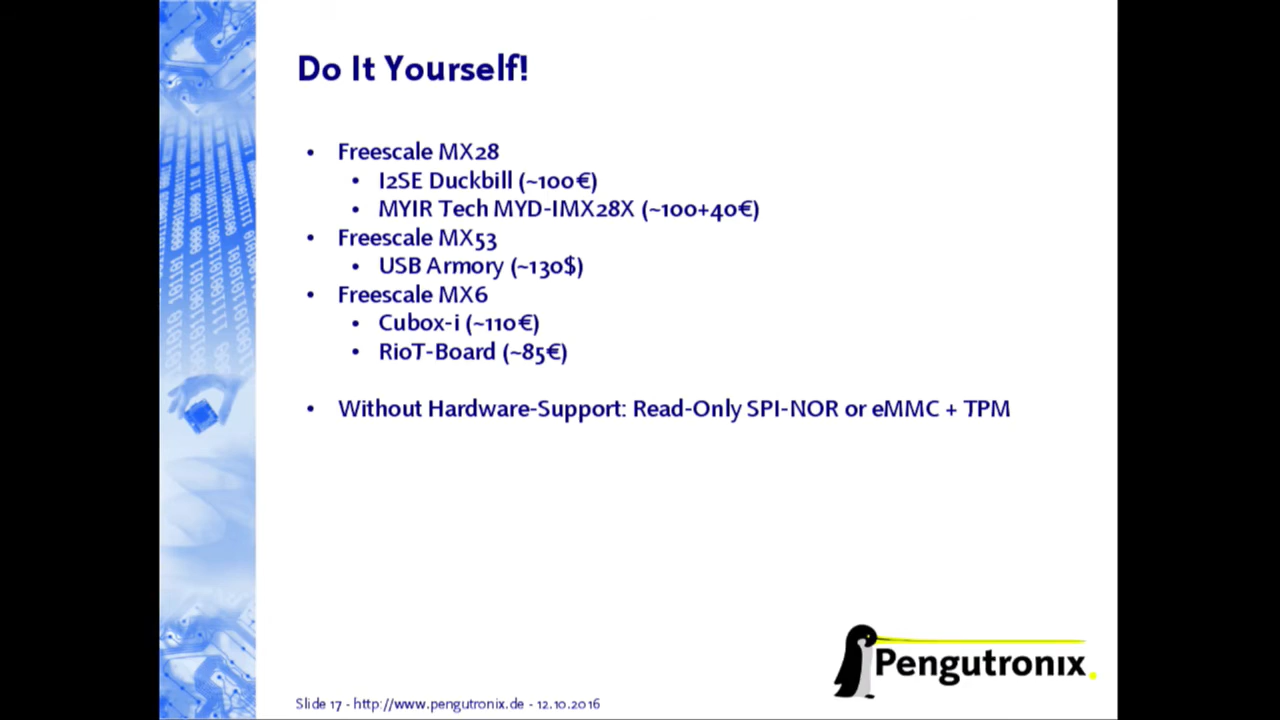 Do It Yourself!
• Freescale MX28
• I2SE Duckbill (~100€)
• MYIR Tech MYD-IMX28X (~100+40€)
• Freescale MX53
• USB Armory (~130$)
• Freescale MX6
• Cubox-i (~110€)
• RioT-Board (~85€)
• Without Hardware-Support: Read-Only SPI-NOR or eMMC + TPM
Pengutronix
Slide 17 - http://www.pengutronix.de - 12.10.2016